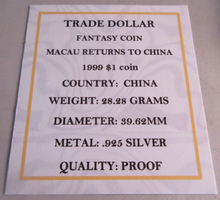 TRADE DOLLAR
FANTASY COIN
MACAU RETURNS TO CHINA
1999 $1 coin
COUNTRY: CHINA
WEIGHT: 28.28 GRAMS
DIAMETER: 39.62MM
METAL: .925 SILVER
QUALITY: PROOF